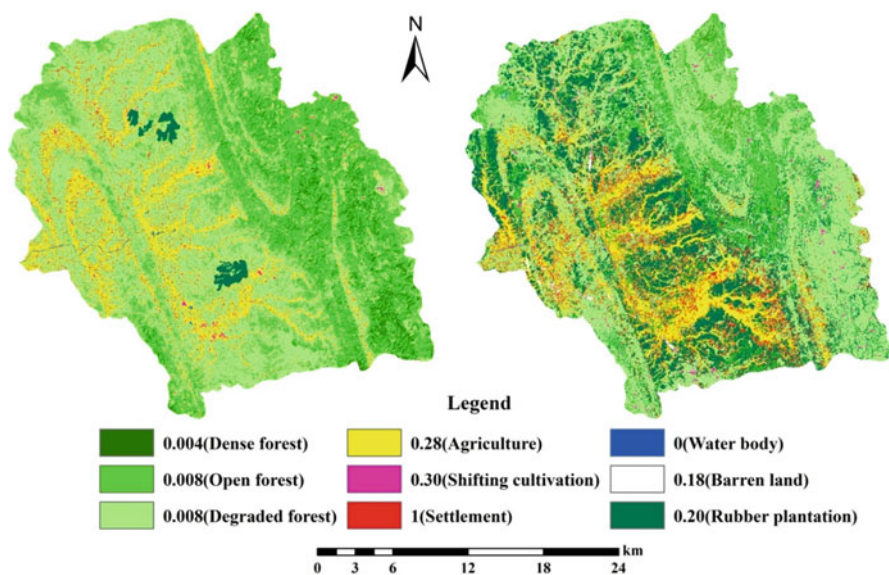 N
Legend
0.004(Dense forest)
0.28(Agriculture)
0(Water body)
0.008(Open forest)
0.30(Shifting cultivation)
0.18(Barren land)
0.008(Degraded forest)
1(Settlement)
0.20(Rubber plantation)
km
0 3 6 12 18 24